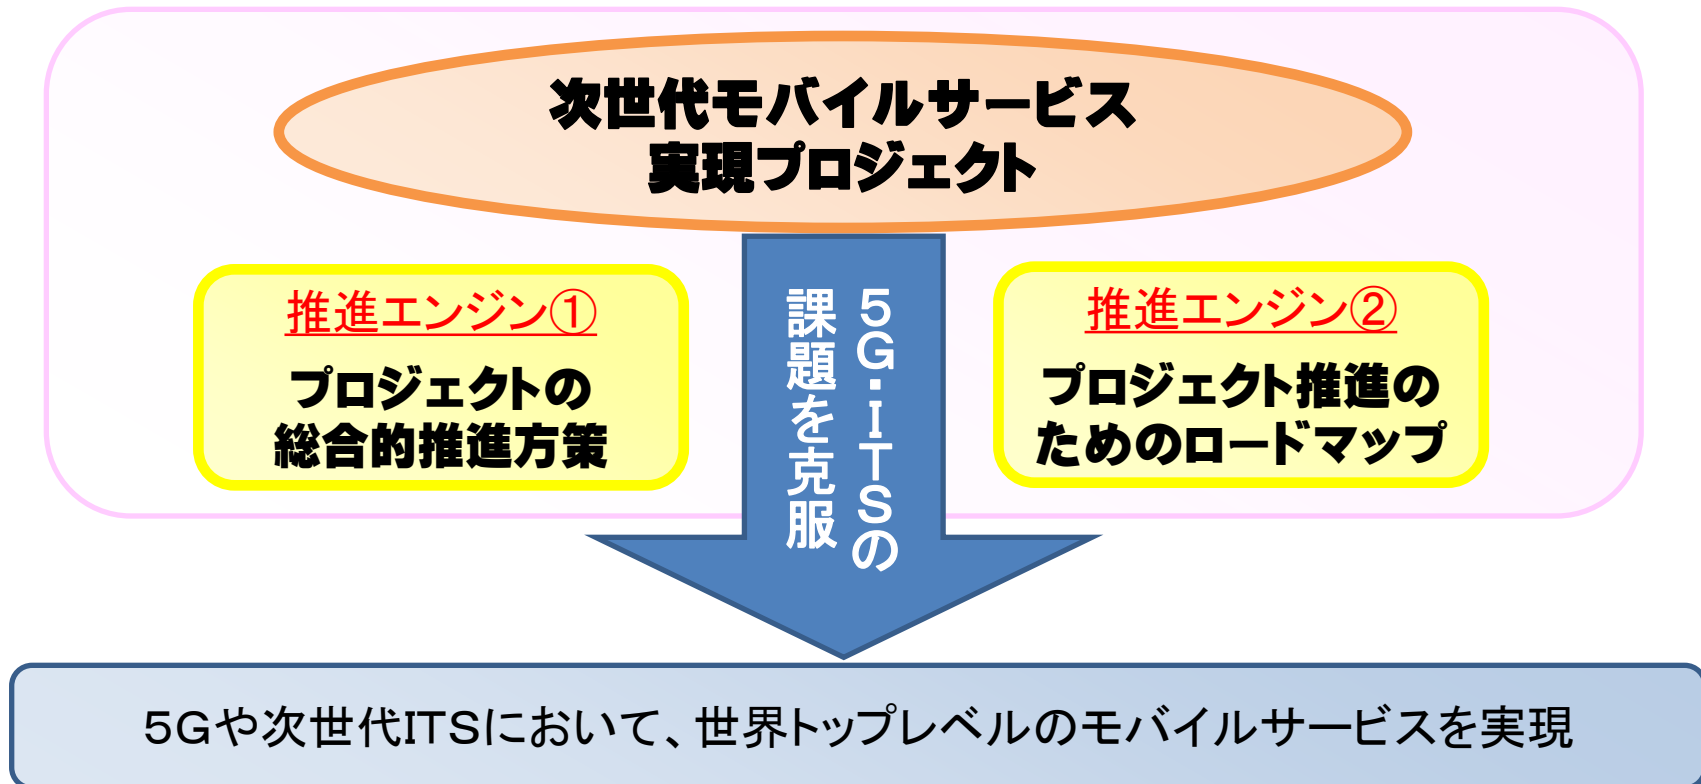 次世代モバイルサービス
実現プロジェクト
推進エンジン①
プロジェクトの
総合的推進方策
5G・ITSの
課題を克服
推進エンジン②
プロジェクト推進の
ためのロードマップ
5Gや次世代ITSにおいて、世界トップレベルのモバイルサービスを実現